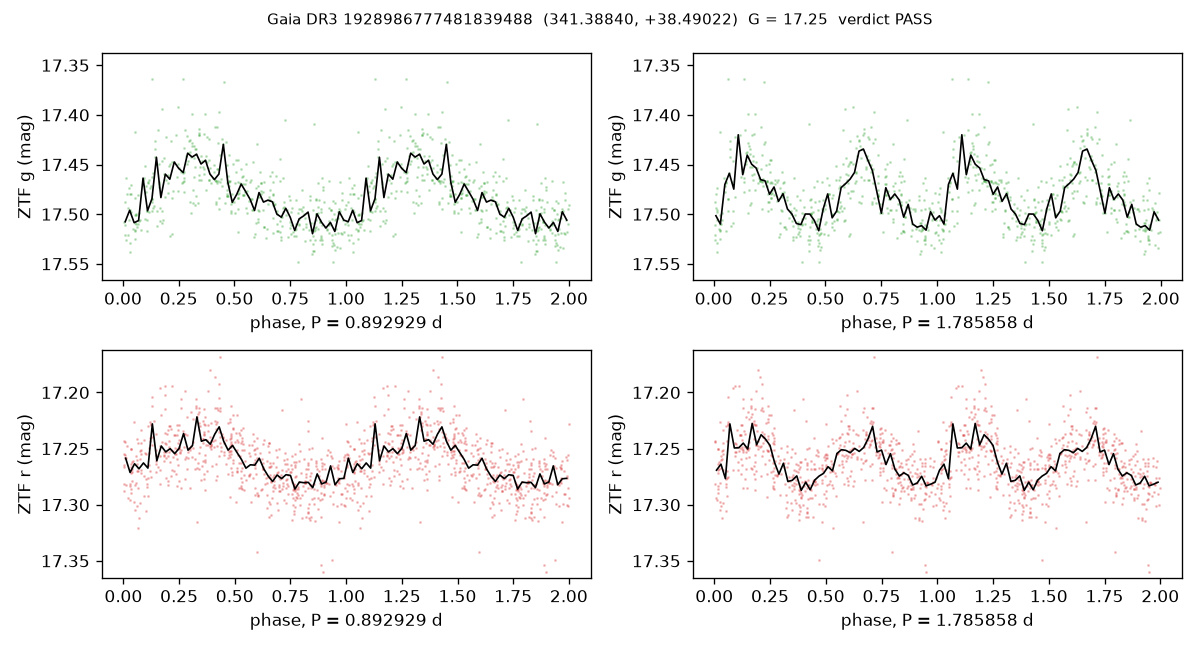 Gaia DR3 1928986777481839488  (341.38840, +38.49022)  G = 17.25  verdict PASS
ZTF g (mag)
17.35
17.40
17.45
17.50
17.55
0.00 0.25 0.50 0.75 1.00 1.25 1.50 1.75 2.00
phase, P = 0.892929 d
ZTF g (mag)
17.35
17.40
17.45
17.50
17.55
0.00 0.25 0.50 0.75 1.00 1.25 1.50 1.75 2.00
phase, P = 1.785858 d
ZTF r (mag)
17.20
17.25
17.30
17.35
0.00 0.25 0.50 0.75 1.00 1.25 1.50 1.75 2.00
phase, P = 0.892929 d
ZTF r (mag)
17.20
17.25
17.30
17.35
0.00 0.25 0.50 0.75 1.00 1.25 1.50 1.75 2.00
phase, P = 1.785858 d